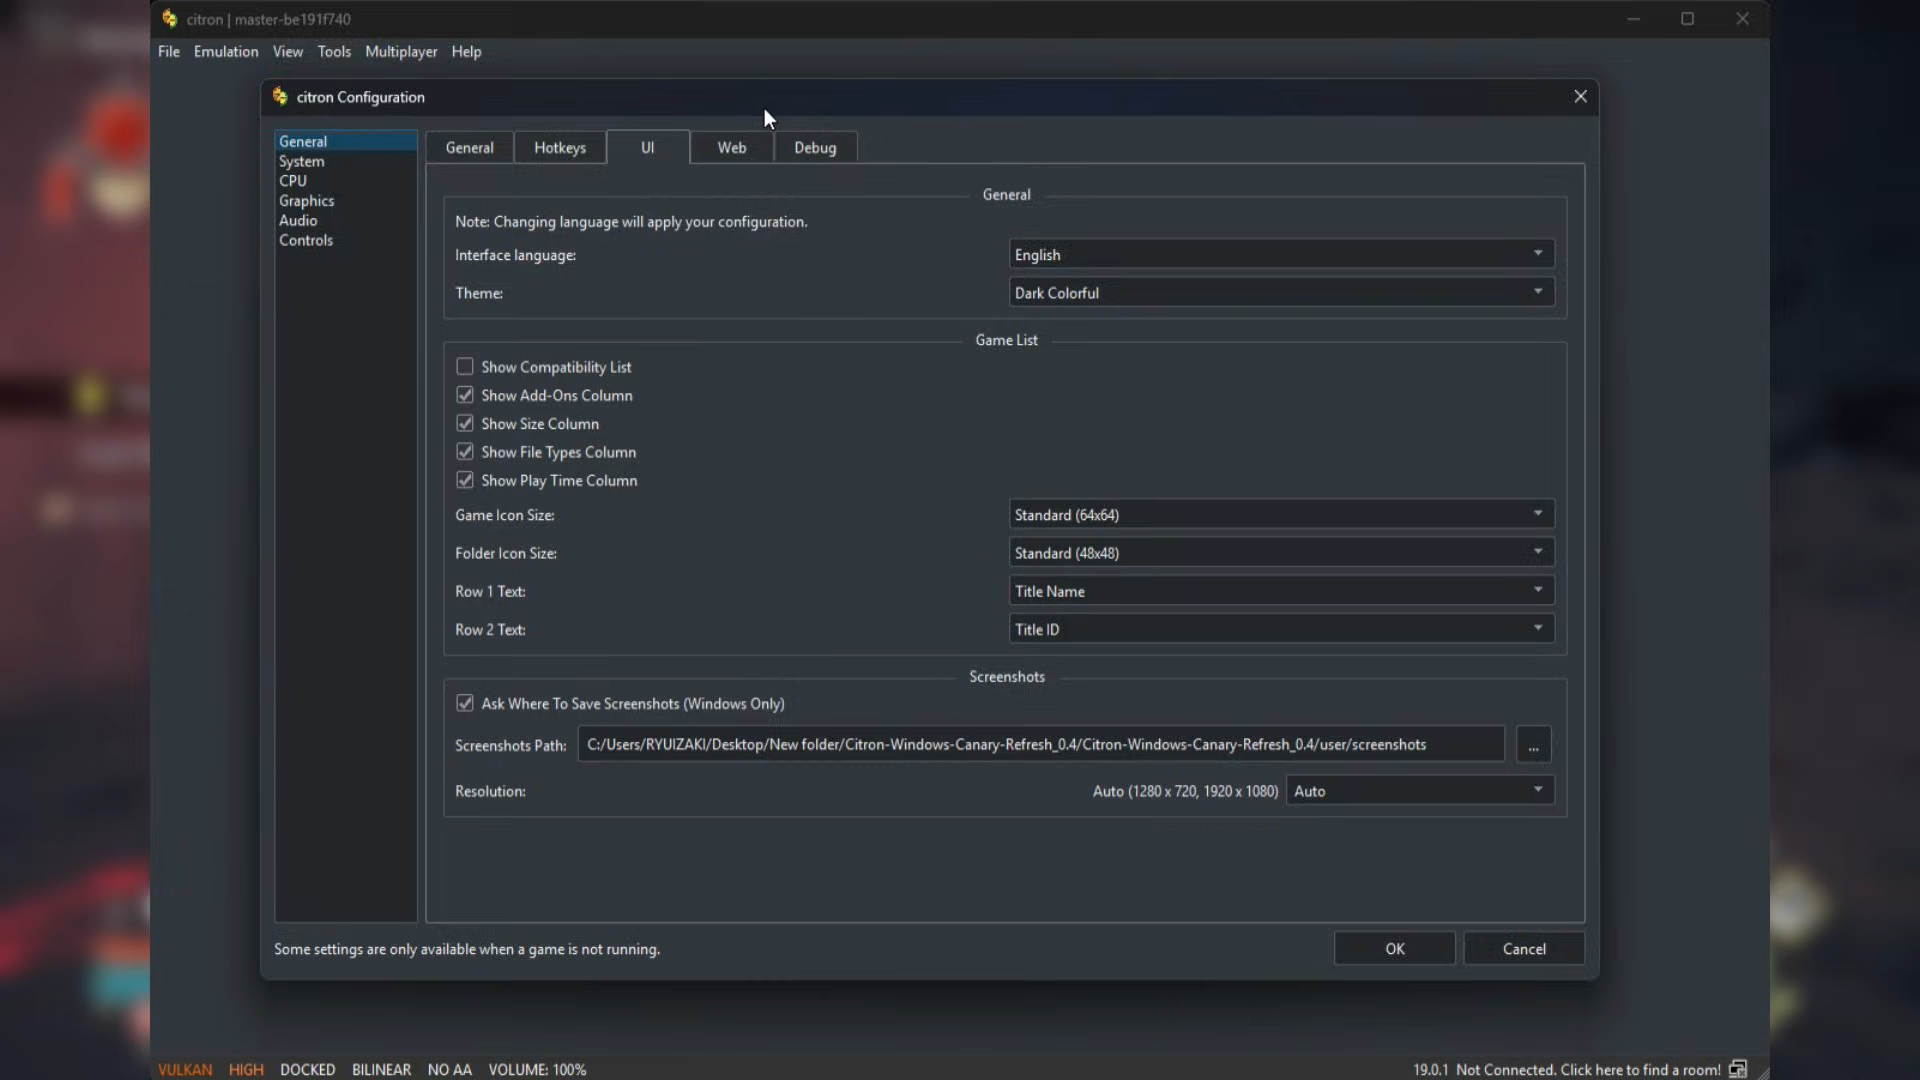 citron | master-be191f740
File Emulation View Tools Multiplayer Help
citron Configuration
General
System
CPU
Graphics
Audio
Controls
General Hotkeys UI Web Debug
General
Note: Changing language will apply your configuration.
Interface language: English
Theme: Dark Colorful
Game List
Show Compatibility List
Show Add-Ons Column
Show Size Column
Show File Types Column
Show Play Time Column
Game Icon Size: Standard (64x64)
Folder Icon Size: Standard (48x48)
Row 1 Text: Title Name
Row 2 Text: Title ID
Screenshots
Ask Where To Save Screenshots (Windows Only)
Screenshots Path: C:/Users/RYUIZAKI/Desktop/New folder/Citron-Windows-Canary-Refresh_0.4/Citron-Windows-Canary-Refresh_0.4/user/screenshots ...
Resolution: Auto (1280 x 720, 1920 x 1080) Auto
Some settings are only available when a game is not running. OK Cancel
VULKAN HIGH DOCKED BILINEAR NO AA VOLUME: 100% 19.0.1 Not Connected. Click here to find a room!